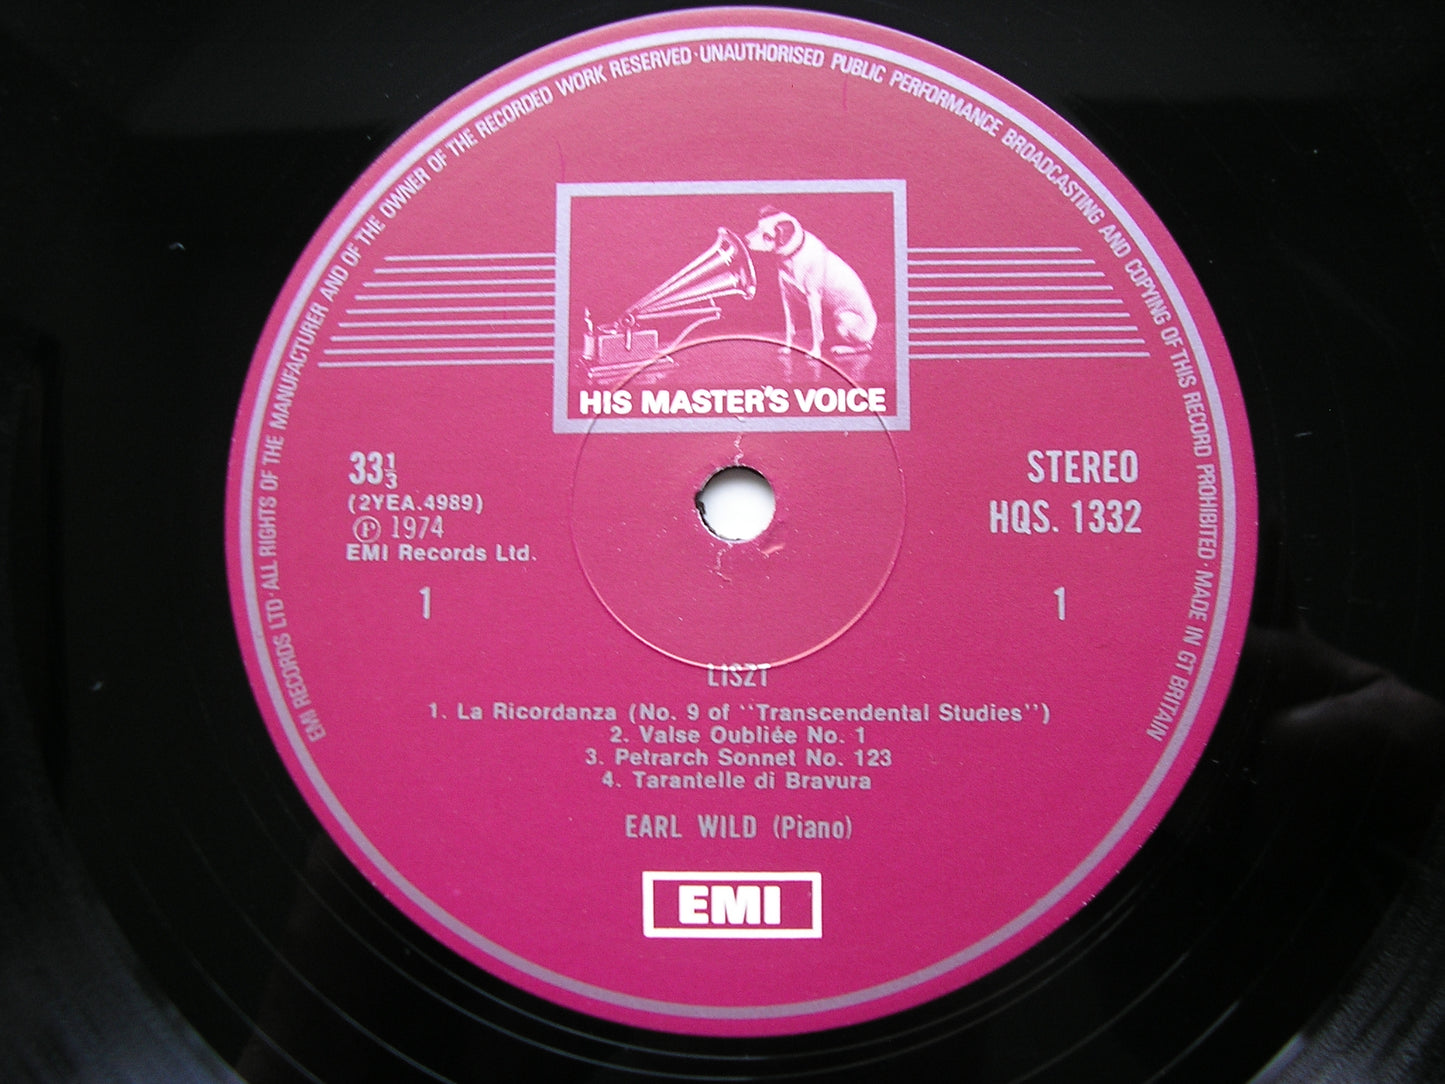 EMI RECORDS LTD · ALL RIGHTS OF THE MANUFACTURER AND OF THE OWNER OF THE RECORDED WORK RESERVED · UNAUTHORISED PUBLIC PERFORMANCE BROADCASTING AND COPYING OF THIS RECORD PROHIBITED · MADE IN GT BRITAIN
HIS MASTER'S VOICE
33⅓
(2YEA.4989)
Ⓟ 1974
EMI Records Ltd.
1
STEREO
HQS. 1332
1
LISZT
1. La Ricordanza (No. 9 of "Transcendental Studies")
2. Valse Oubliée No. 1
3. Petrarch Sonnet No. 123
4. Tarantelle di Bravura
EARL WILD (Piano)
EMI